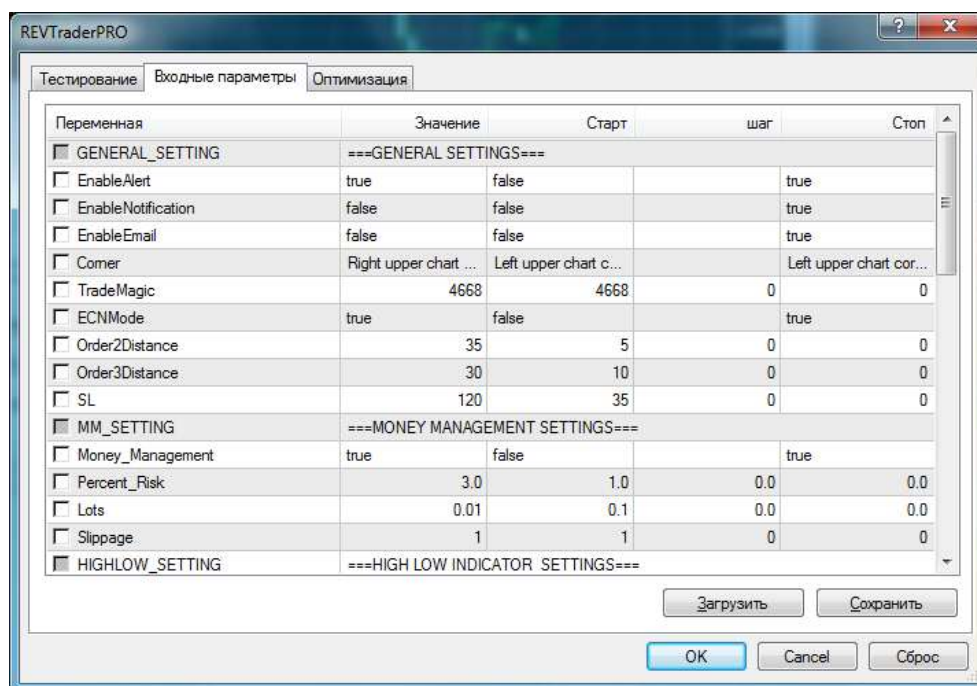 REVTraderPRO
Тестирование Входные параметры Оптимизация
Переменная Значение Старт шаг Стоп
GENERAL_SETTING ===GENERAL SETTINGS===
EnableAlert true false true
EnableNotification false false true
EnableEmail false false true
Corner Right upper chart ... Left upper chart c... Left upper chart cor...
TradeMagic 4668 4668 0 0
ECNMode true false true
Order2Distance 35 5 0 0
Order3Distance 30 10 0 0
SL 120 35 0 0
MM_SETTING ===MONEY MANAGEMENT SETTINGS===
Money_Management true false true
Percent_Risk 3.0 1.0 0.0 0.0
Lots 0.01 0.1 0.0 0.0
Slippage 1 1 0 0
HIGHLOW_SETTING ===HIGH LOW INDICATOR SETTINGS===
Загрузить Сохранить
OK Cancel Сброс